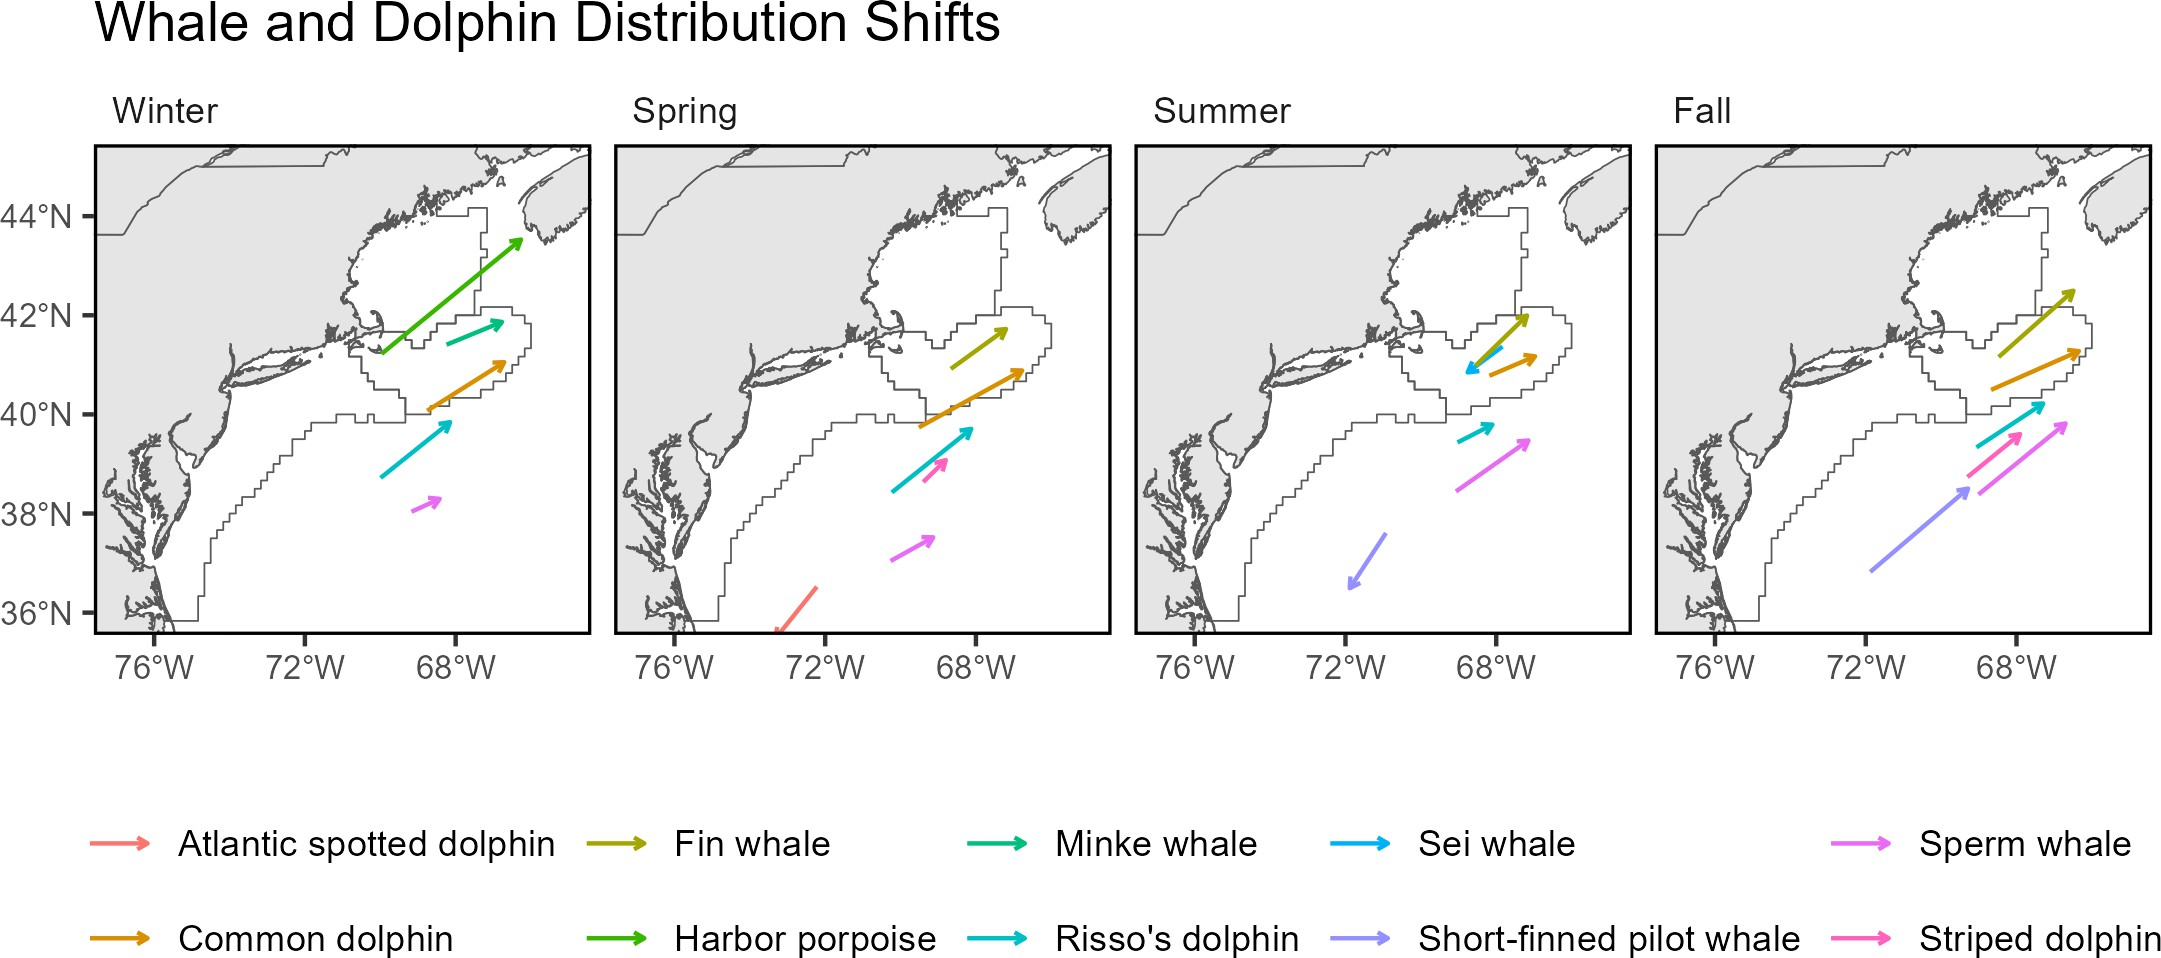 Whale and Dolphin Distribution Shifts
Winter
Spring
Summer
Fall
44°N
42°N
40°N
38°N
36°N
76°W 72°W 68°W
76°W 72°W 68°W
76°W 72°W 68°W
76°W 72°W 68°W
Atlantic spotted dolphin
Fin whale
Minke whale
Sei whale
Sperm whale
Common dolphin
Harbor porpoise
Risso's dolphin
Short-finned pilot whale
Striped dolphin